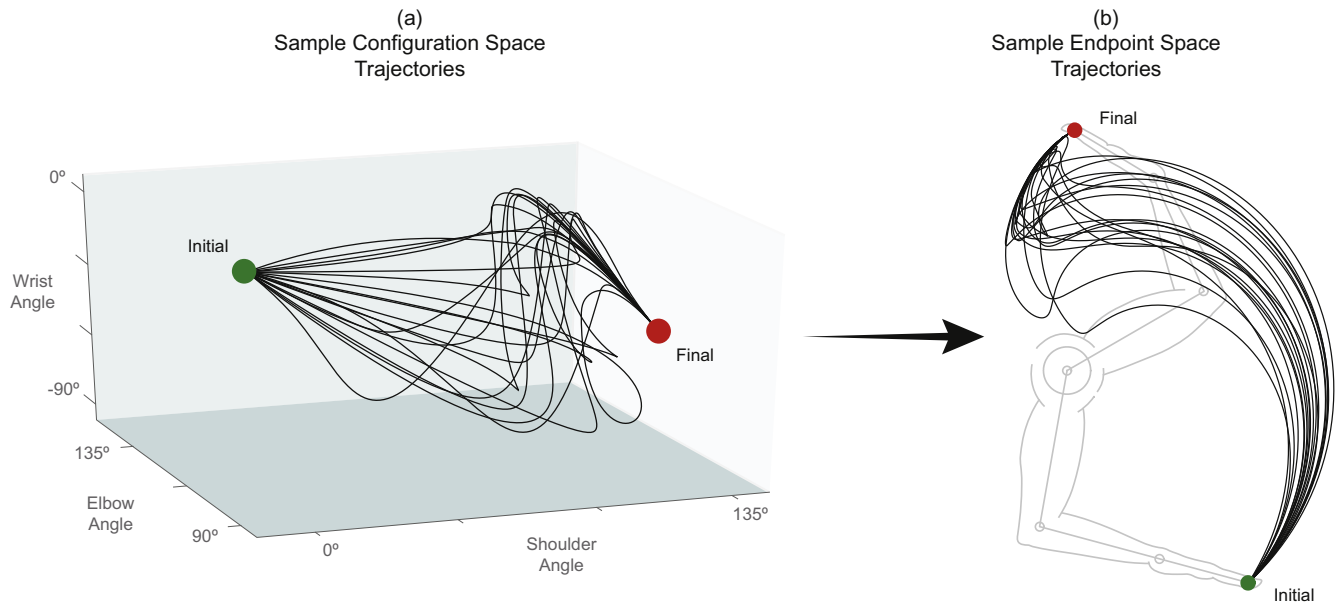 (a)
Sample Configuration Space
Trajectories
(b)
Sample Endpoint Space
Trajectories
Final
0º
Initial
Wrist
Angle
Final
-90º
135º
Elbow
Angle
90º
0º
Shoulder
Angle
135º
Initial